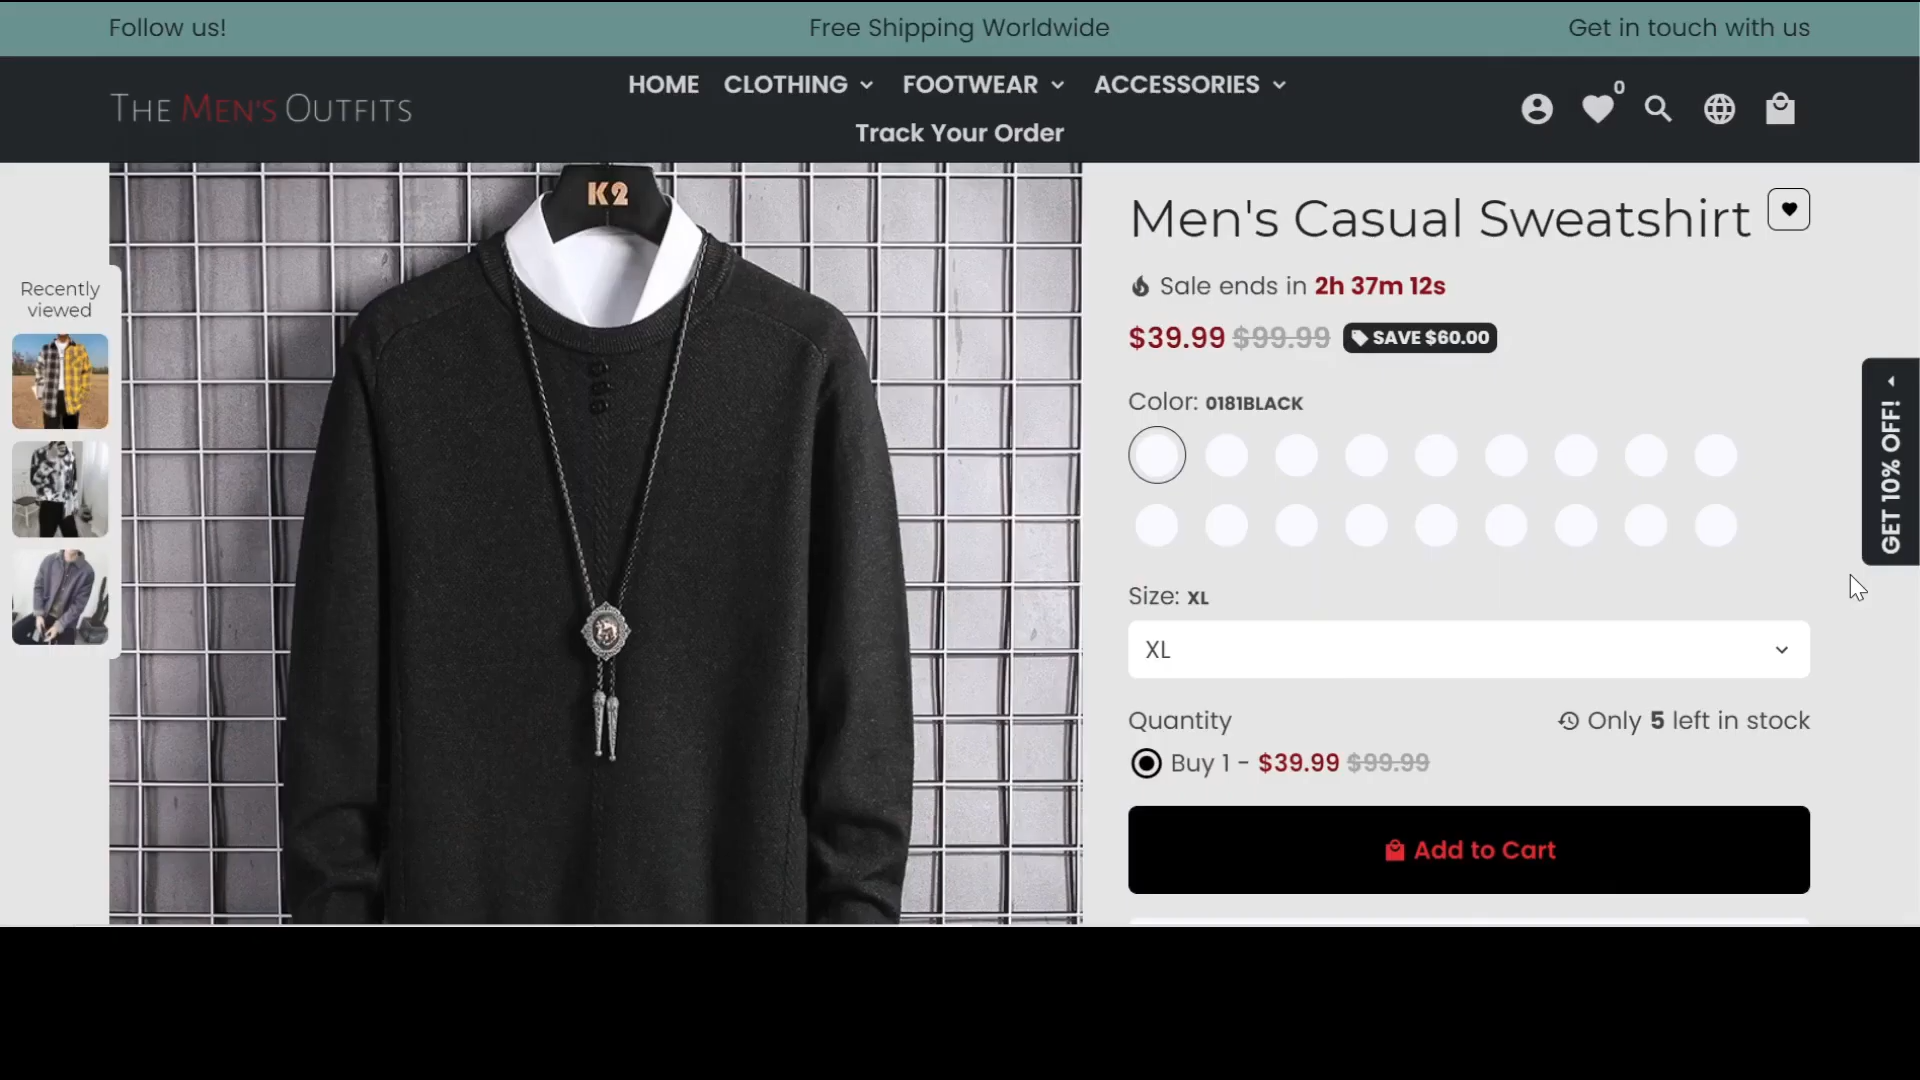 Follow us!
Free Shipping Worldwide
Get in touch with us
THE MEN'S OUTFITS
HOME CLOTHING FOOTWEAR ACCESSORIES
Track Your Order
0
K2
Recently
viewed
Men's Casual Sweatshirt
Sale ends in 2h 37m 12s
$39.99 $99.99 SAVE $60.00
Color: 0181BLACK
Size: XL
XL
Quantity
Only 5 left in stock
Buy 1 - $39.99 $99.99
Add to Cart
GET 10% OFF!